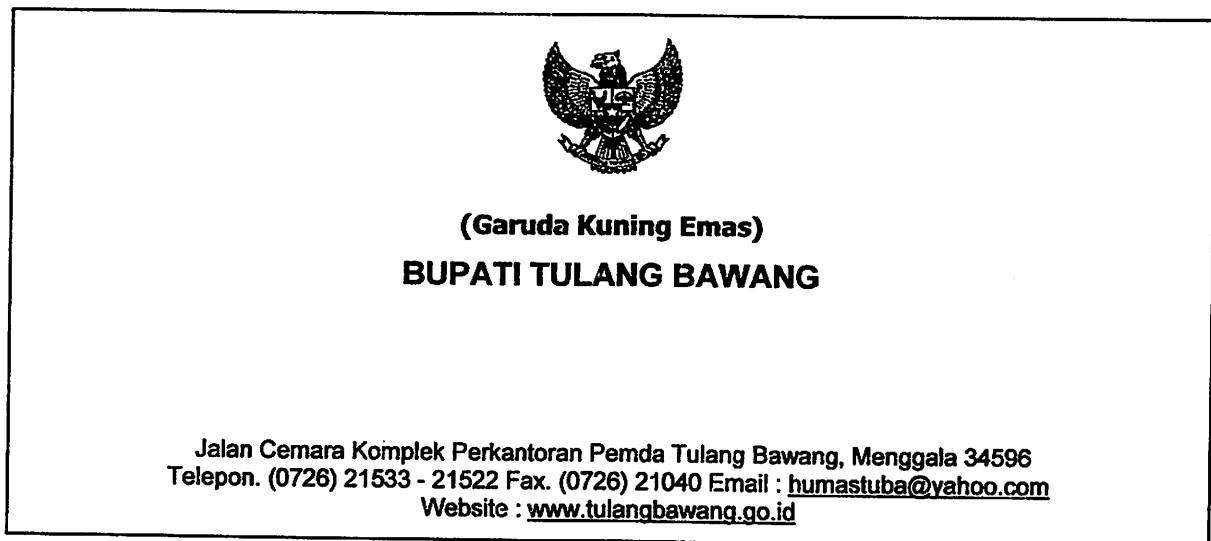 (Garuda Kuning Emas)
BUPATI TULANG BAWANG
Jalan Cemara Komplek Perkantoran Pemda Tulang Bawang, Menggala 34596
Telepon. (0726) 21533 - 21522 Fax. (0726) 21040 Email : humastuba@yahoo.com
Website : www.tulangbawang.go.id